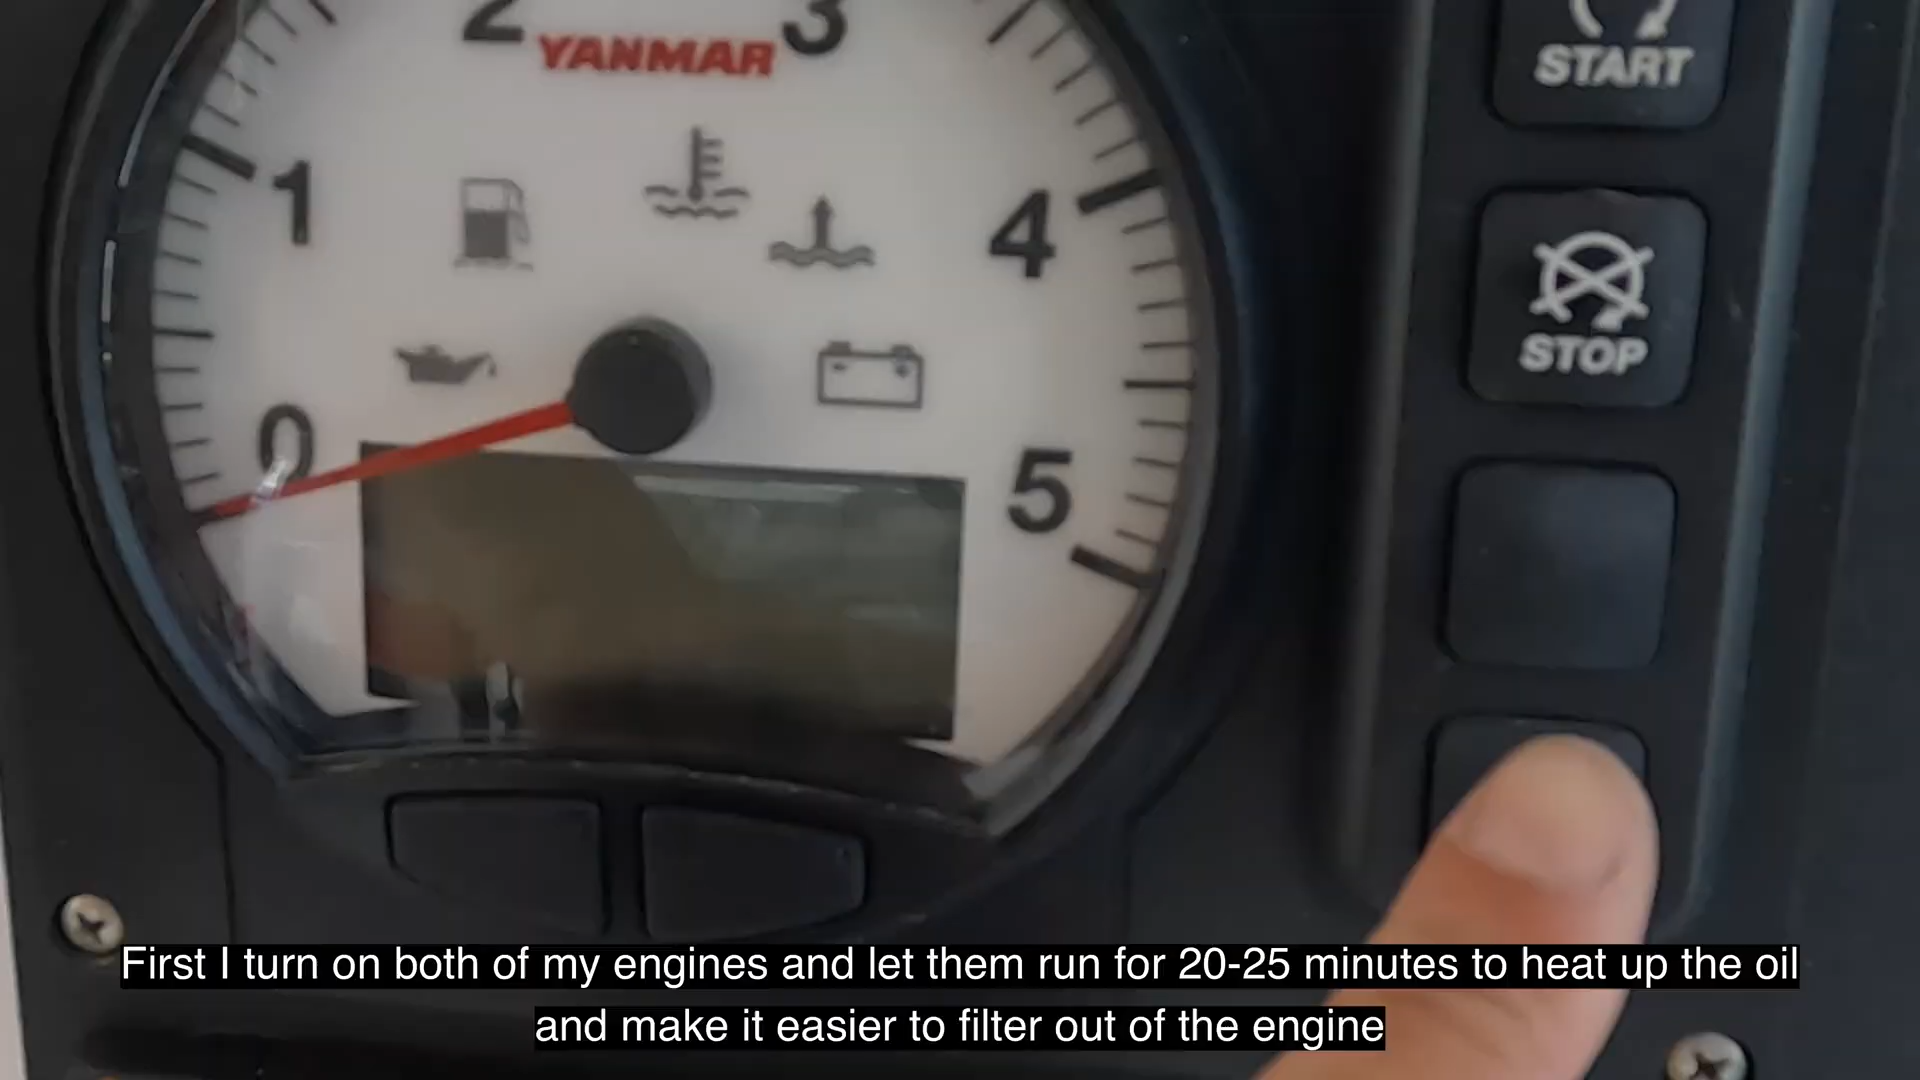 2
3
YANMAR
START
1
4
STOP
0
5
First I turn on both of my engines and let them run for 20-25 minutes to heat up the oil
and make it easier to filter out of the engine